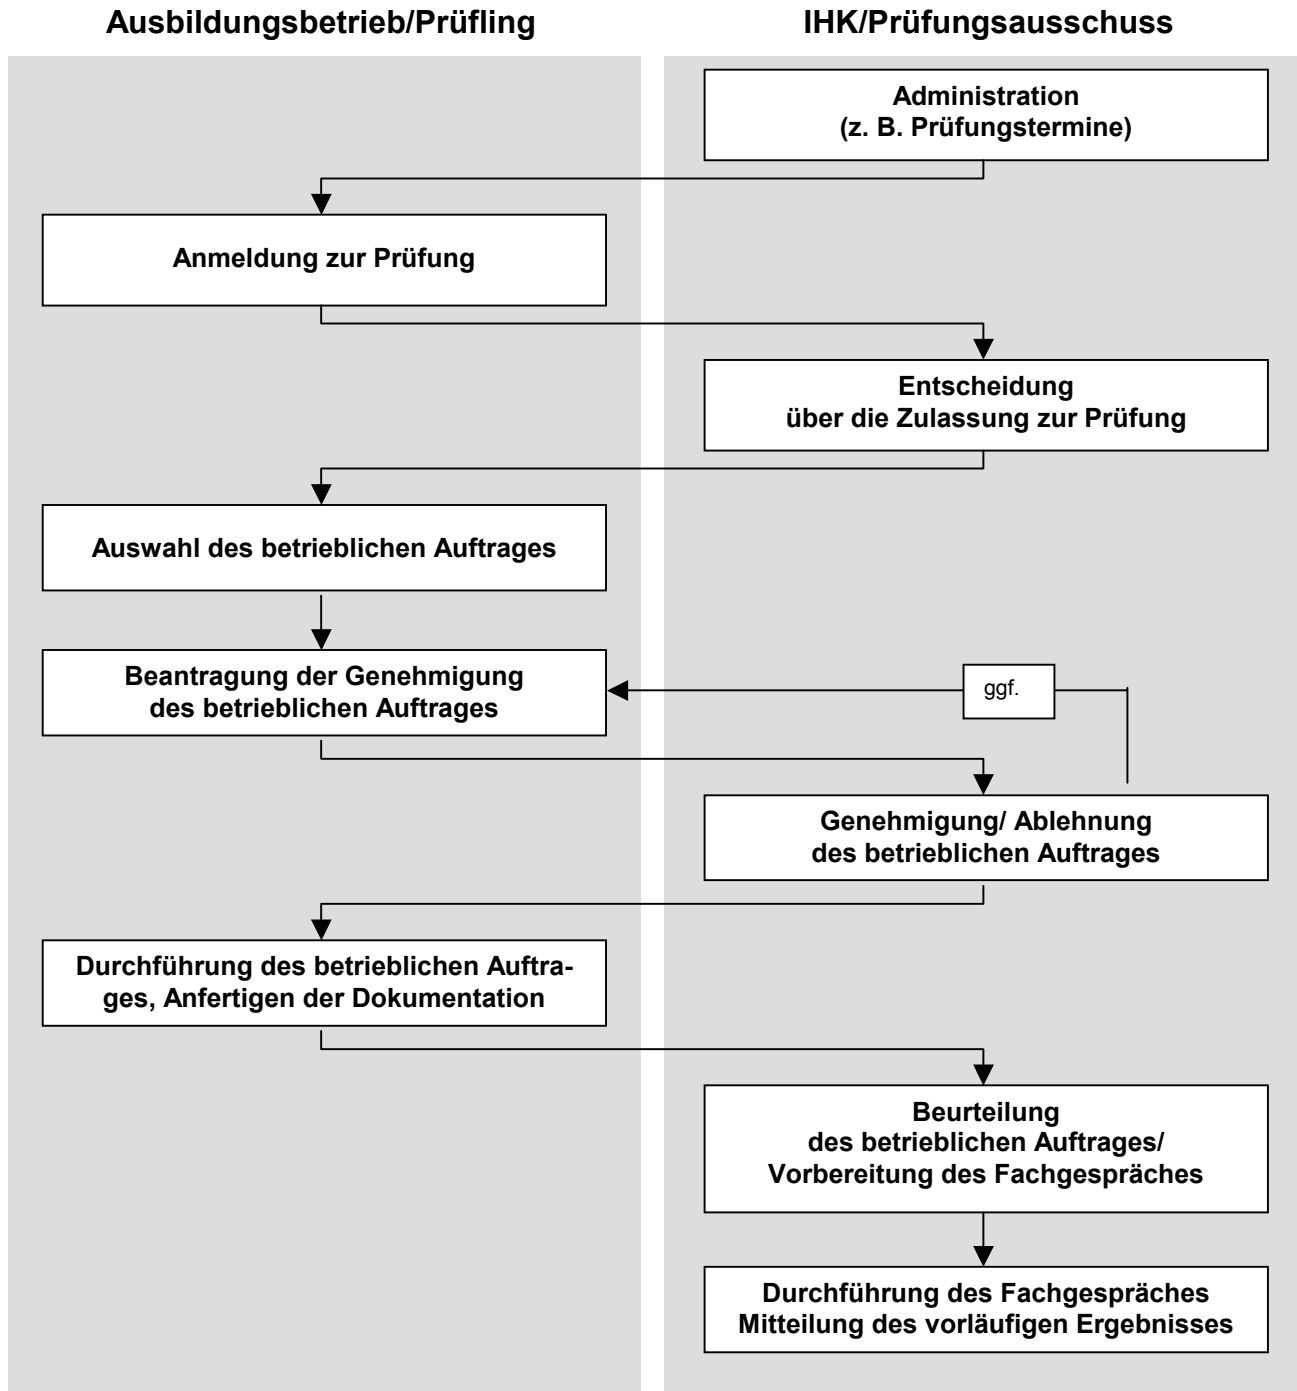 Ausbildungsbetrieb/Prüfling
IHK/Prüfungsausschuss
Administration
(z. B. Prüfungstermine)
Anmeldung zur Prüfung
Entscheidung
über die Zulassung zur Prüfung
Auswahl des betrieblichen Auftrages
Beantragung der Genehmigung
des betrieblichen Auftrages
ggf.
Genehmigung/ Ablehnung
des betrieblichen Auftrages
Durchführung des betrieblichen Auftra-
ges, Anfertigen der Dokumentation
Beurteilung
des betrieblichen Auftrages/
Vorbereitung des Fachgespräches
Durchführung des Fachgespräches
Mitteilung des vorläufigen Ergebnisses